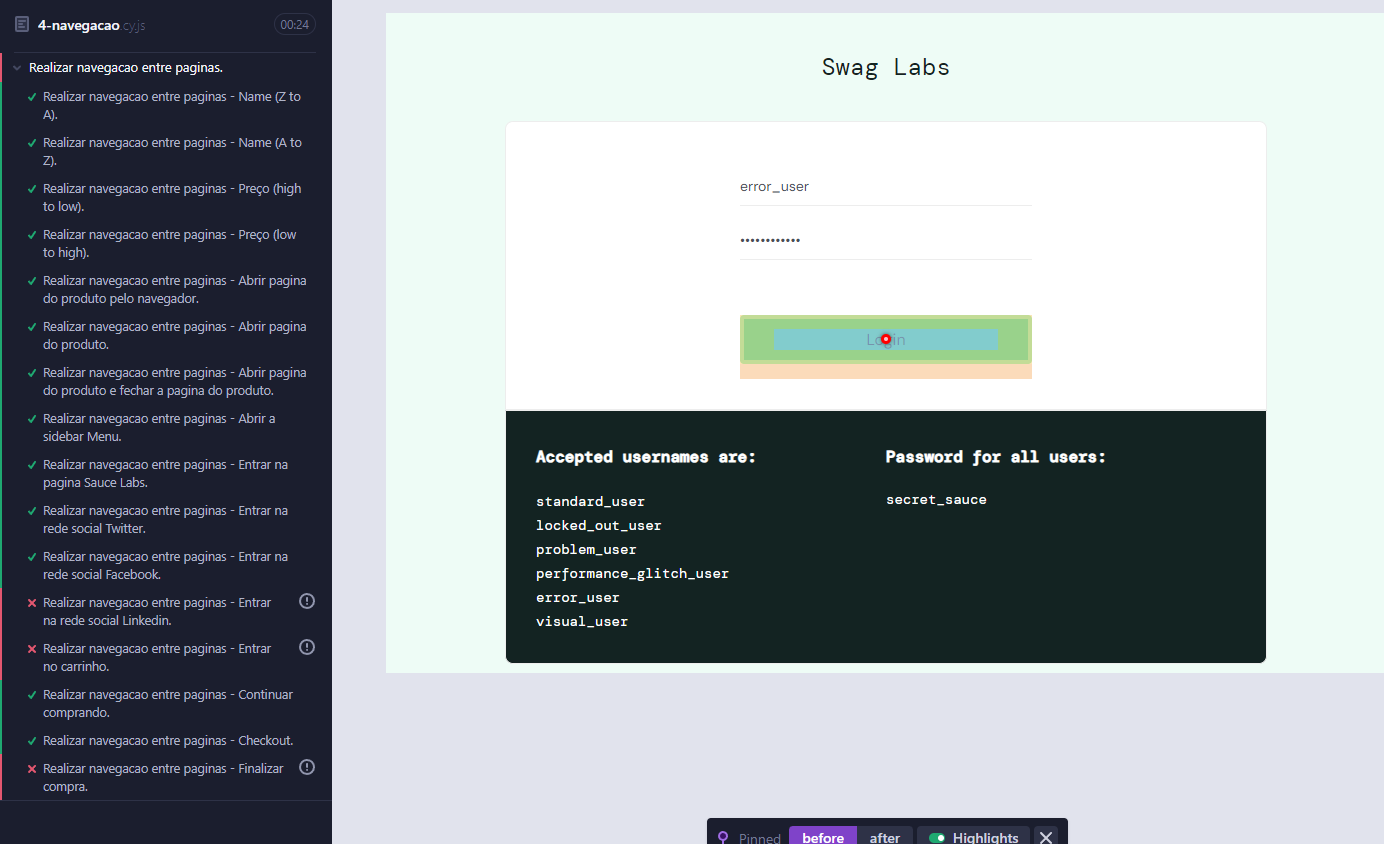 4-navegacao.cy.js
00:24
Realizar navegacao entre paginas.
Realizar navegacao entre paginas - Name (Z to
A).
Realizar navegacao entre paginas - Name (A to
Z).
Realizar navegacao entre paginas - Preço (high
to low).
Realizar navegacao entre paginas - Preço (low
to high).
Realizar navegacao entre paginas - Abrir pagina
do produto pelo navegador.
Realizar navegacao entre paginas - Abrir pagina
do produto.
Realizar navegacao entre paginas - Abrir pagina
do produto e fechar a pagina do produto.
Realizar navegacao entre paginas - Abrir a
sidebar Menu.
Realizar navegacao entre paginas - Entrar na
pagina Sauce Labs.
Realizar navegacao entre paginas - Entrar na
rede social Twitter.
Realizar navegacao entre paginas - Entrar na
rede social Facebook.
Realizar navegacao entre paginas - Entrar
na rede social Linkedin.
Realizar navegacao entre paginas - Entrar
no carrinho.
Realizar navegacao entre paginas - Continuar
comprando.
Realizar navegacao entre paginas - Checkout.
Realizar navegacao entre paginas - Finalizar
compra.
Swag Labs
error_user
••••••••••••
Login
Accepted usernames are:
standard_user
locked_out_user
problem_user
performance_glitch_user
error_user
visual_user
Password for all users:
secret_sauce
Pinned before after Highlights